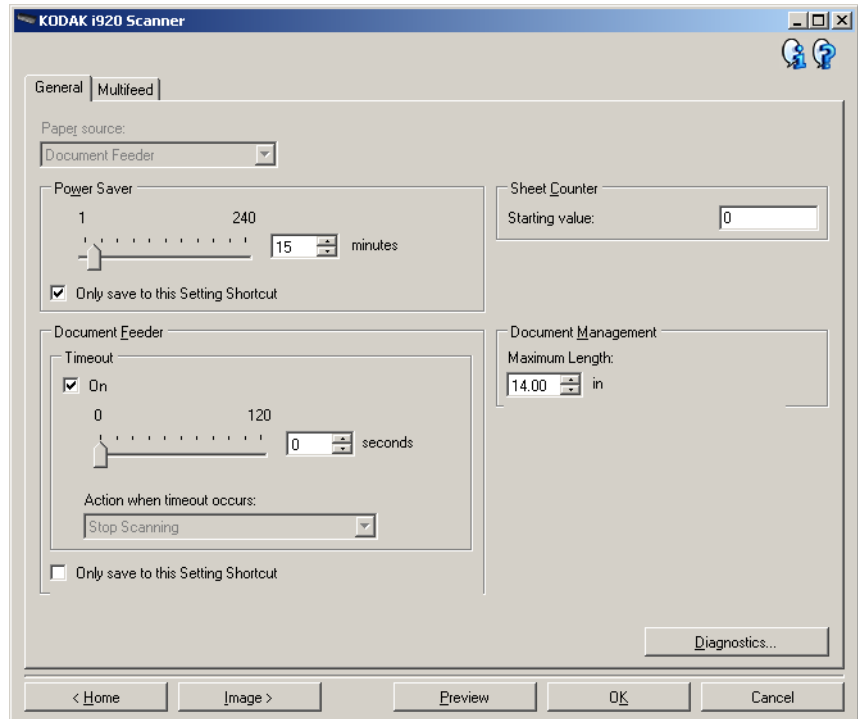 KODAK i920 Scanner
General Multifeed
Paper source:
Document Feeder
Power Saver
1 240
15 minutes
Only save to this Setting Shortcut
Sheet Counter
Starting value: 0
Document Feeder
Timeout
On
0 120
0 seconds
Action when timeout occurs:
Stop Scanning
Only save to this Setting Shortcut
Document Management
Maximum Length:
14.00 in
Diagnostics...
< Home Image > Preview OK Cancel